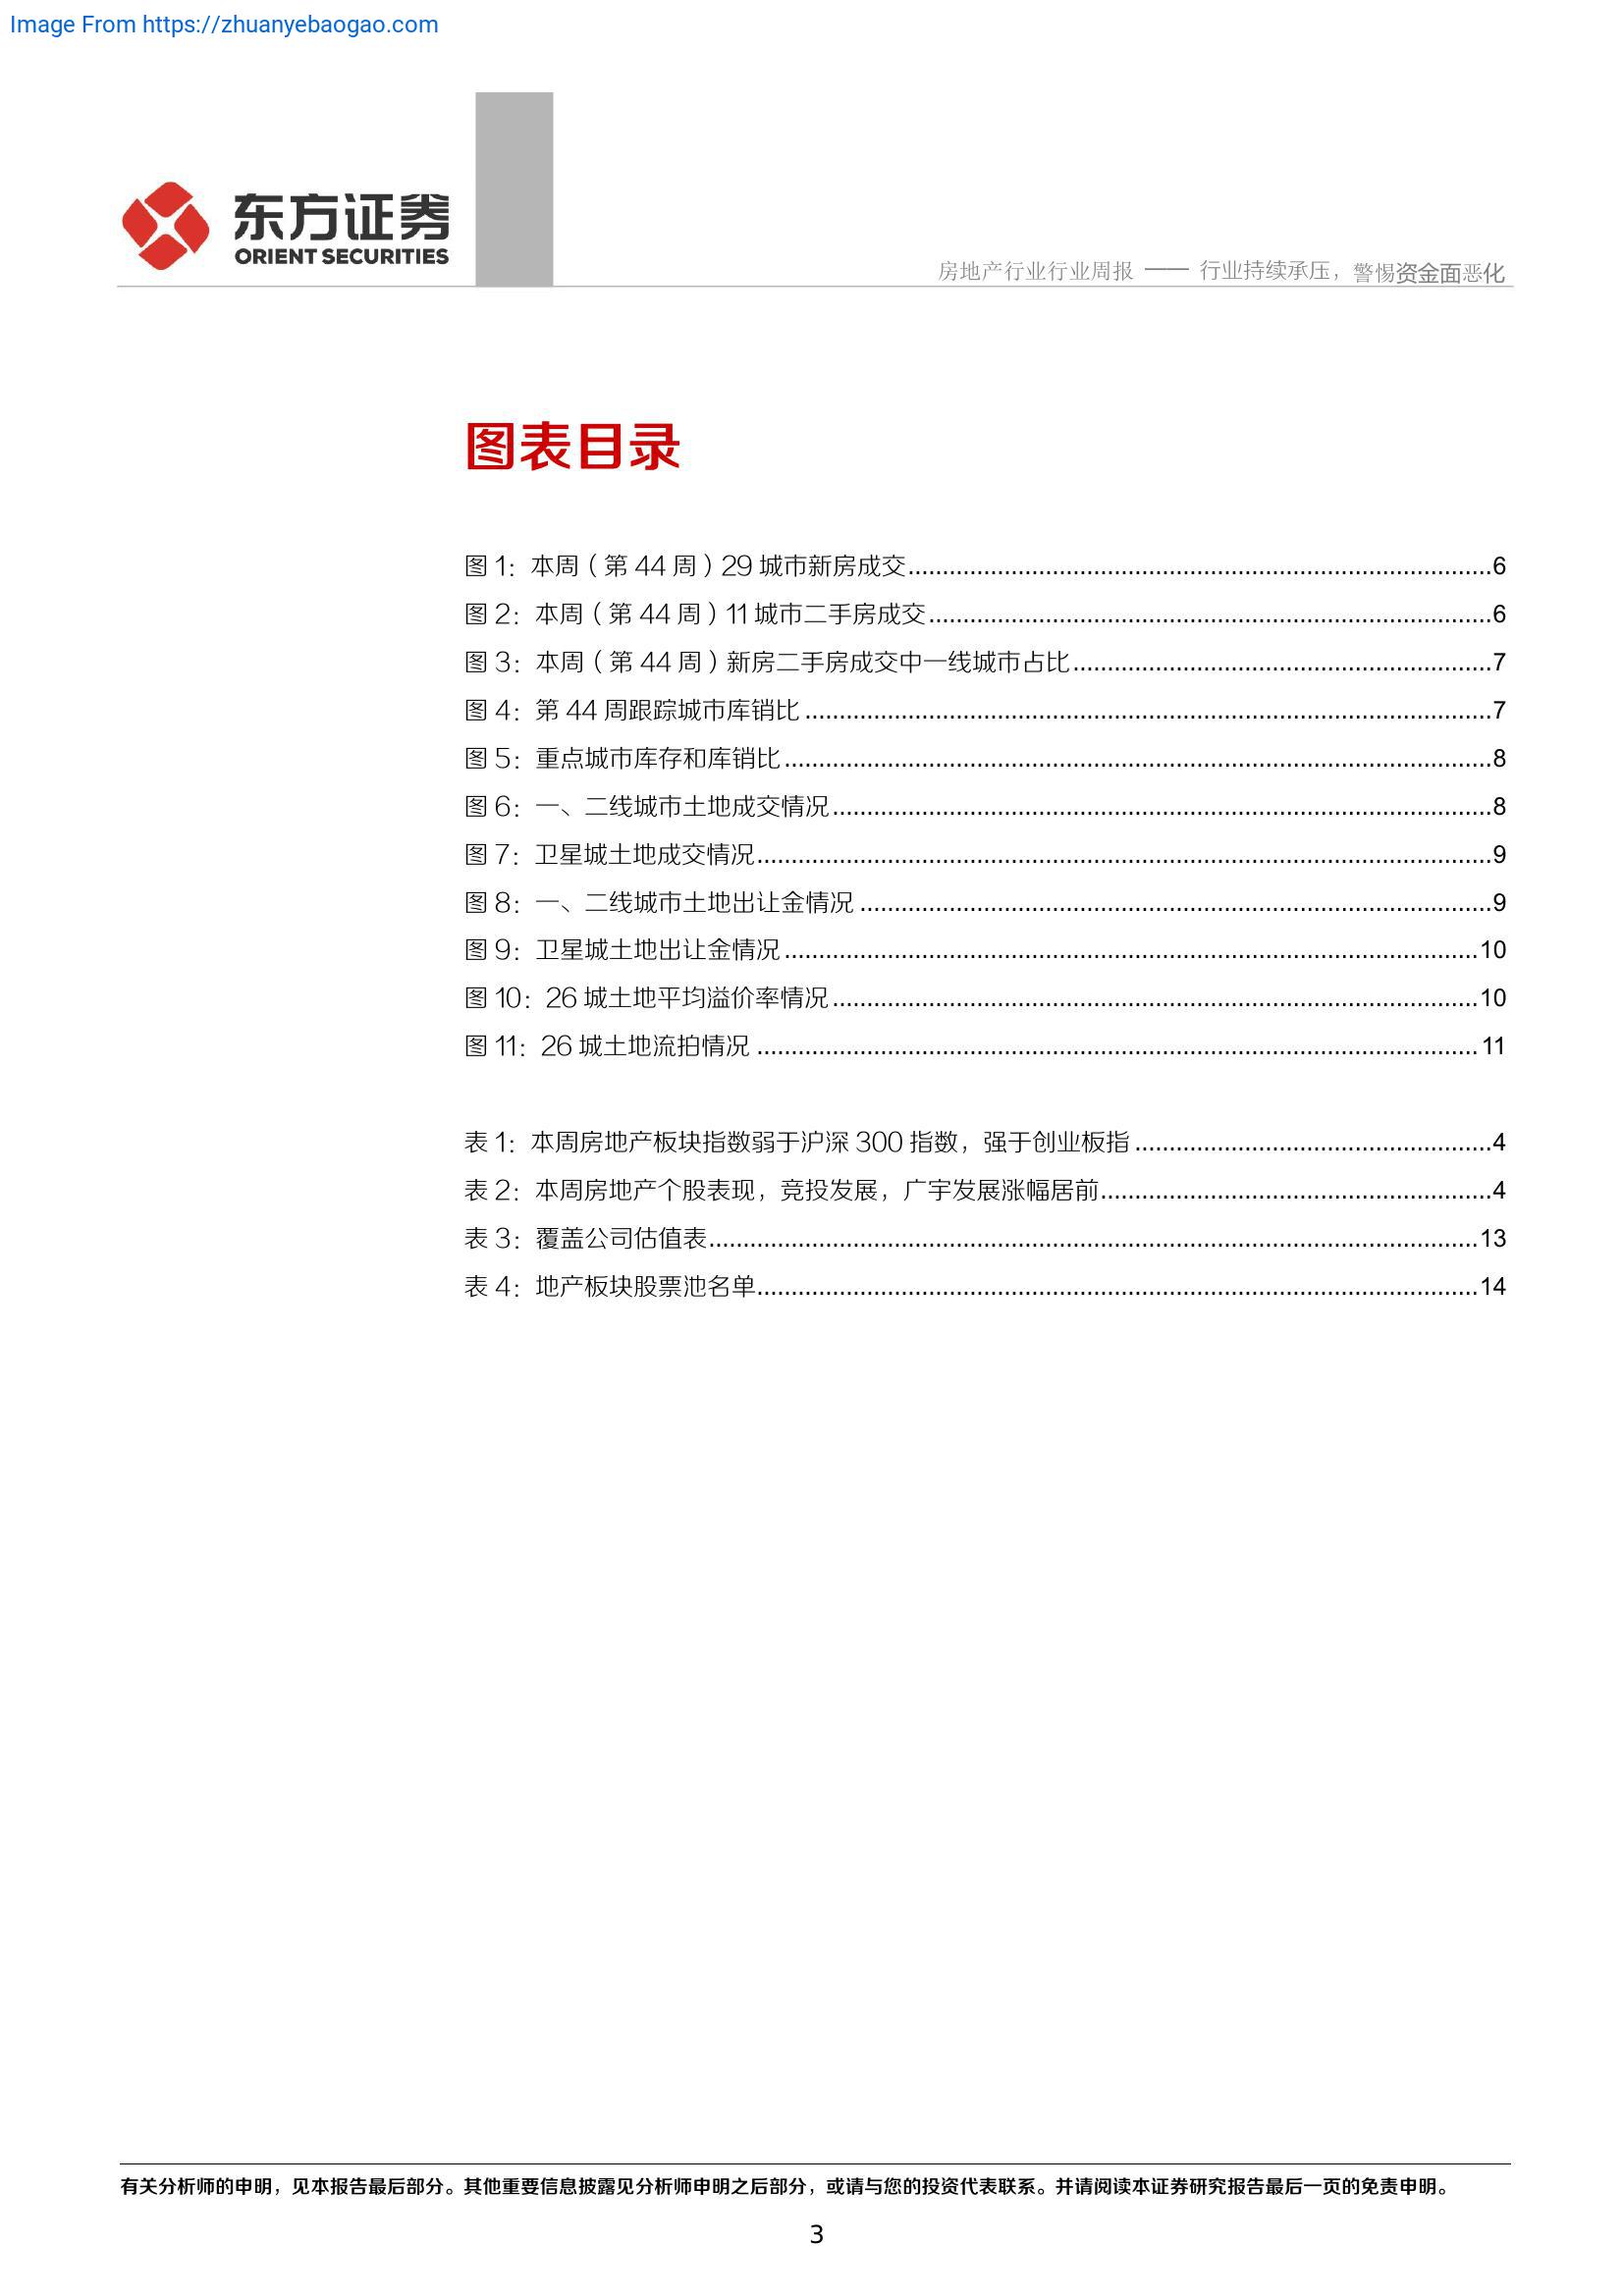 Image From https://zhuanyebaogao.com
东方证券
ORIENT SECURITIES
房地产行业行业周报 —— 行业持续承压，警惕资金面恶化
图表目录
图 1：本周（第 44 周）29 城市新房成交......6
图 2：本周（第 44 周）11 城市二手房成交......6
图 3：本周（第 44 周）新房二手房成交中一线城市占比......7
图 4：第 44 周跟踪城市库销比......7
图 5：重点城市库存和库销比......8
图 6：一、二线城市土地成交情况......8
图 7：卫星城土地成交情况......9
图 8：一、二线城市土地出让金情况......9
图 9：卫星城土地出让金情况......10
图 10：26 城土地平均溢价率情况......10
图 11：26 城土地流拍情况......11
表 1：本周房地产板块指数弱于沪深 300 指数，强于创业板指......4
表 2：本周房地产个股表现，竞投发展，广宇发展涨幅居前......4
表 3：覆盖公司估值表......13
表 4：地产板块股票池名单......14
有关分析师的申明，见本报告最后部分。其他重要信息披露见分析师申明之后部分，或请与您的投资代表联系。并请阅读本证券研究报告最后一页的免责申明。
3